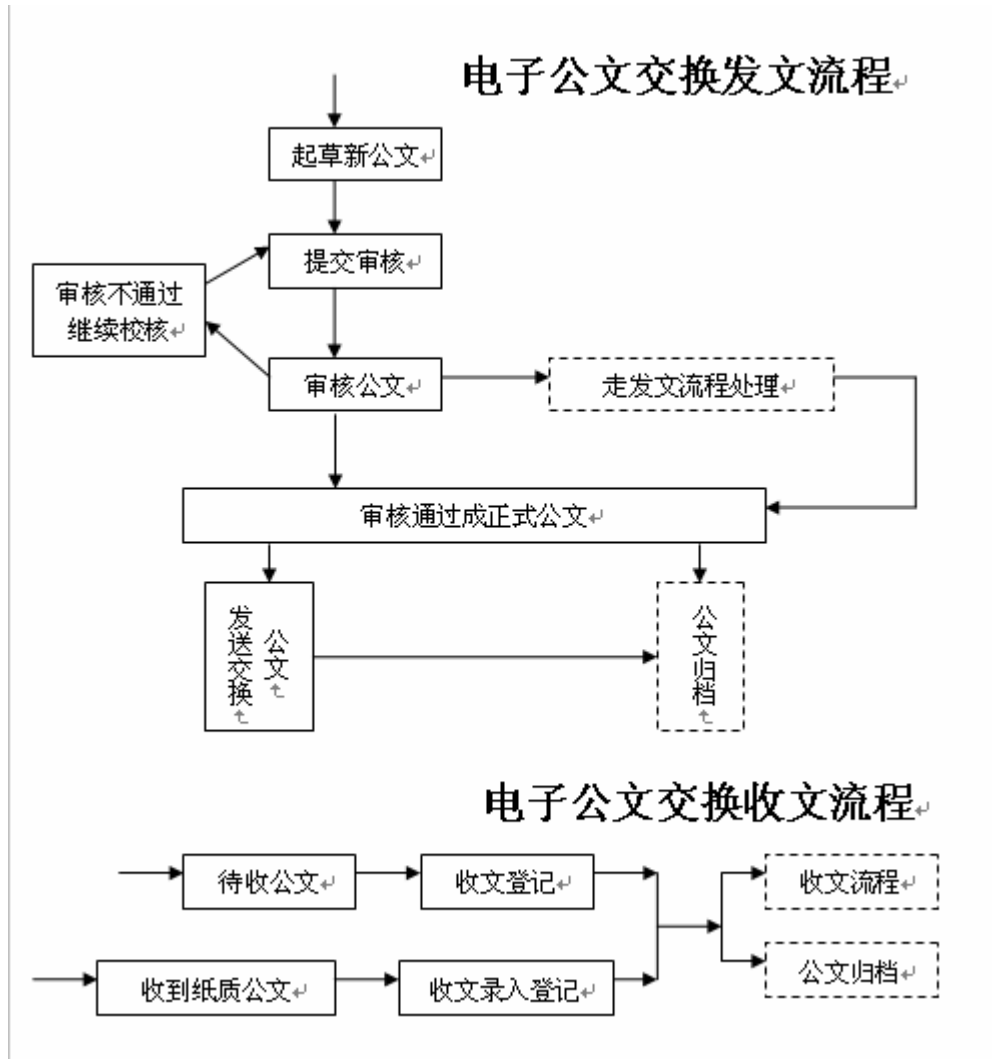 电子公文交换发文流程
起草新公文
提交审核
审核不通过
继续校核
审核公文
走发文流程处理
审核通过成正式公文
公文
发送交换
公文归档
电子公文交换收文流程
待收公文
收文登记
收文流程
收到纸质公文
收文录入登记
公文归档